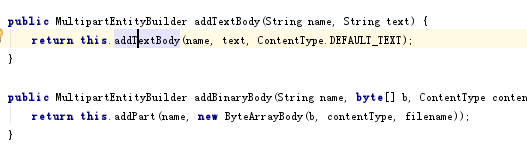 public MultipartEntityBuilder addTextBody(String name, String text) {
return this.addTextBody(name, text, ContentType.DEFAULT_TEXT);
}
public MultipartEntityBuilder addBinaryBody(String name, byte[] b, ContentType conten
return this.addPart(name, new ByteArrayBody(b, contentType, filename));
}